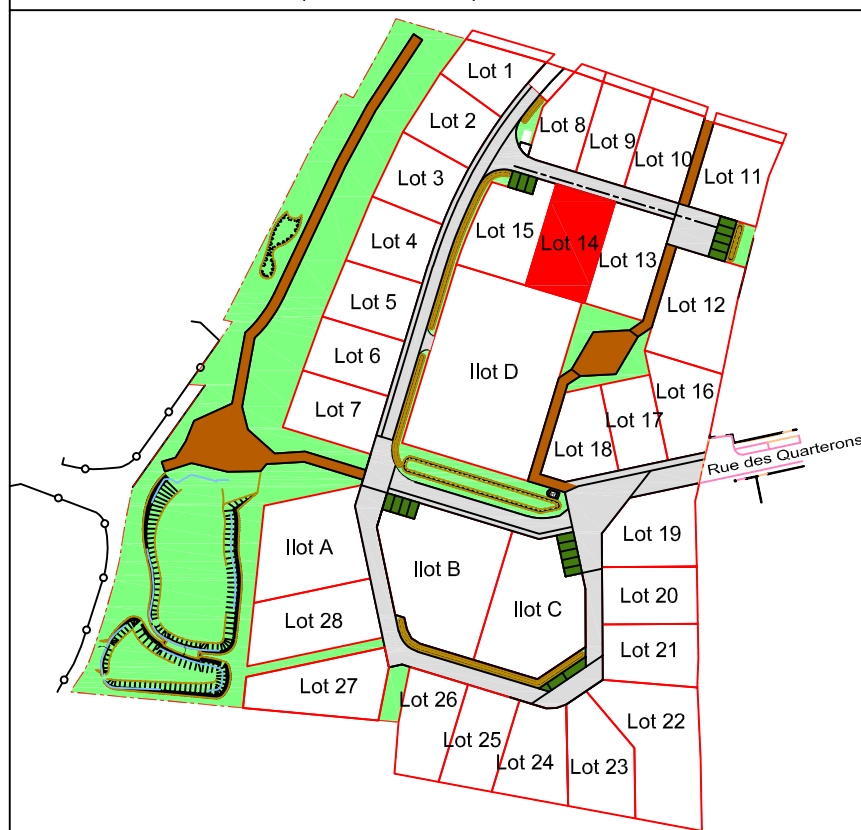 Lot 1
Lot 2
Lot 8
Lot 9
Lot 10
Lot 11
Lot 3
Lot 4
Lot 15
Lot 14
Lot 13
Lot 12
Lot 5
Lot 6
Lot 7
Ilot D
Lot 16
Lot 17
Lot 18
Rue des Quarterons
Lot 19
Ilot A
Ilot B
Ilot C
Lot 20
Lot 28
Lot 21
Lot 27
Lot 26
Lot 25
Lot 24
Lot 23
Lot 22